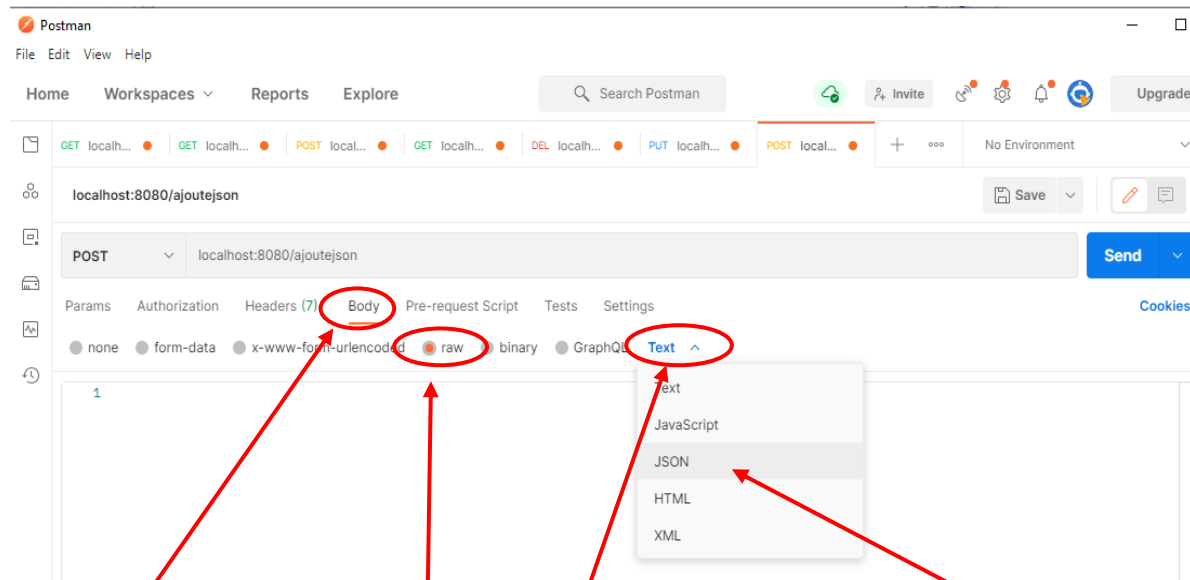 Postman
File Edit View Help
Home Workspaces Reports Explore Search Postman Invite Upgrade
GET localh... GET localh... POST local... GET localh... DEL localh... PUT localh... POST local... No Environment
localhost:8080/ajoutejson Save
POST localhost:8080/ajoutejson Send
Params Authorization Headers (7) Body Pre-request Script Tests Settings Cookies
none form-data x-www-form-urlencoded raw binary GraphQL Text
1
Text
JavaScript
JSON
HTML
XML